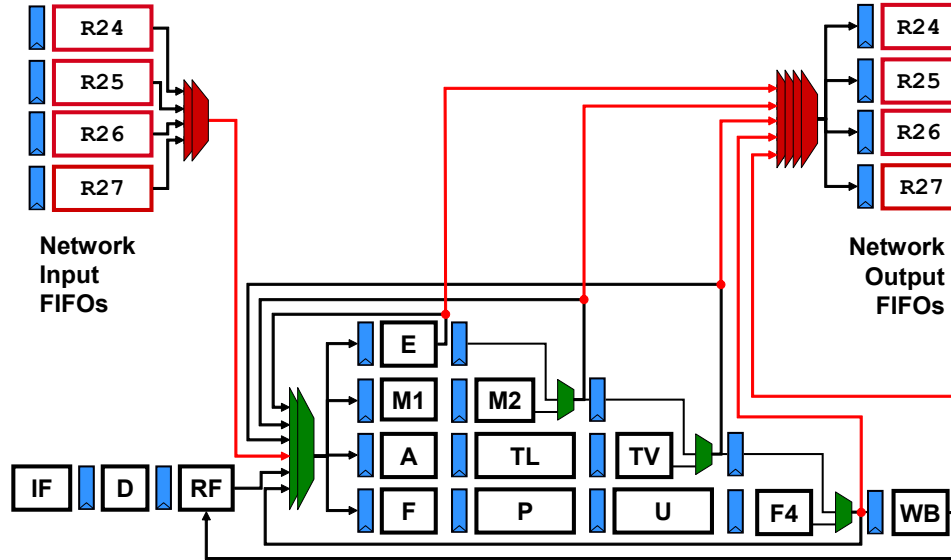 R24
R25
R26
R27
Network
Input
FIFOs
R24
R25
R26
R27
Network
Output
FIFOs
E
M1
M2
A
TL
TV
IF
D
RF
F
P
U
F4
WB